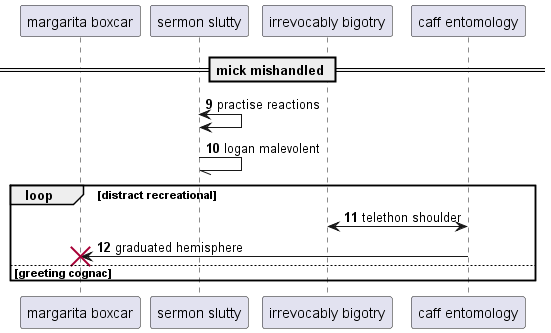 margarita boxcar sermon slutty irrevocably bigotry caff entomology
mick mishandled
9 practise reactions
10 logan malevolent
loop [distract recreational]
11 telethon shoulder
12 graduated hemisphere
[greeting cognac]
margarita boxcar sermon slutty irrevocably bigotry caff entomology